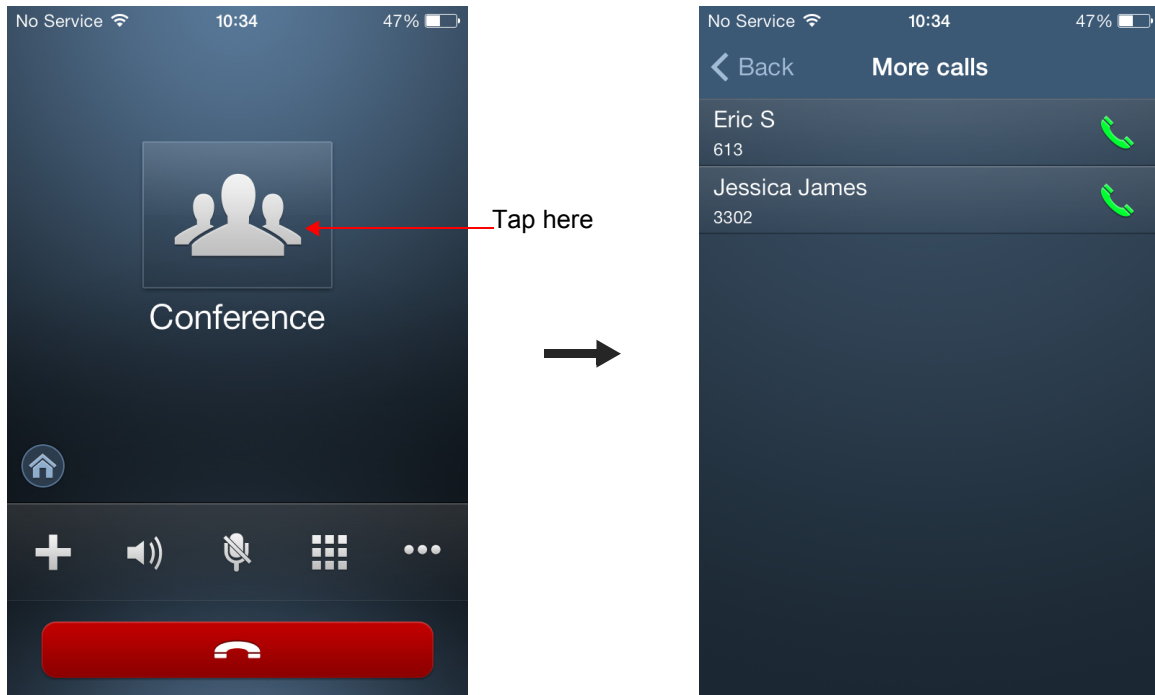 No Service 10:34 47%
Conference
Tap here
No Service 10:34 47%
Back More calls
Eric S
613
Jessica James
3302